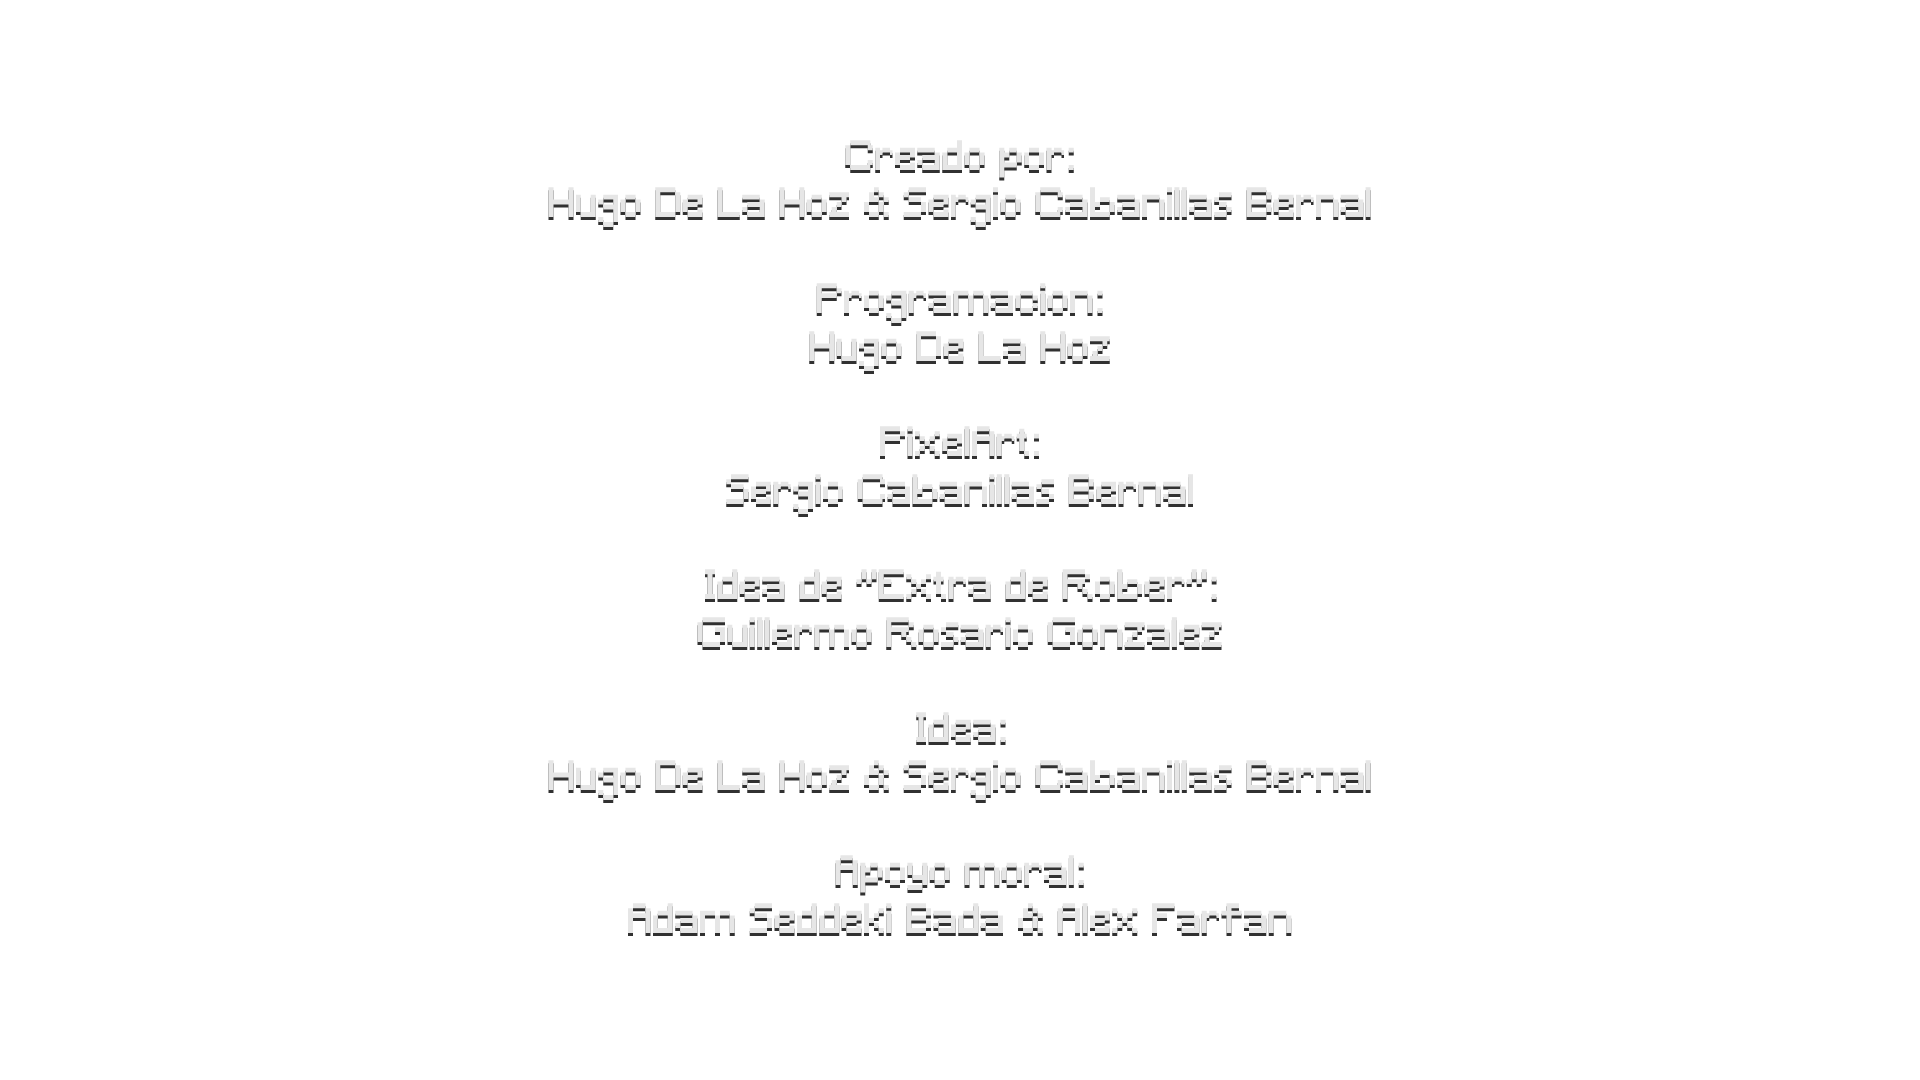 Creado por:
Hugo De La Hoz & Sergio Cabanillas Bernal
Programacion:
Hugo De La Hoz
PixelArt:
Sergio Cabanillas Bernal
Idea de "Extra de Rober":
Guillermo Rosario Gonzalez
Idea:
Hugo De La Hoz & Sergio Cabanillas Bernal
Apoyo moral:
Adam Seddeki Bada & Alex Farfan